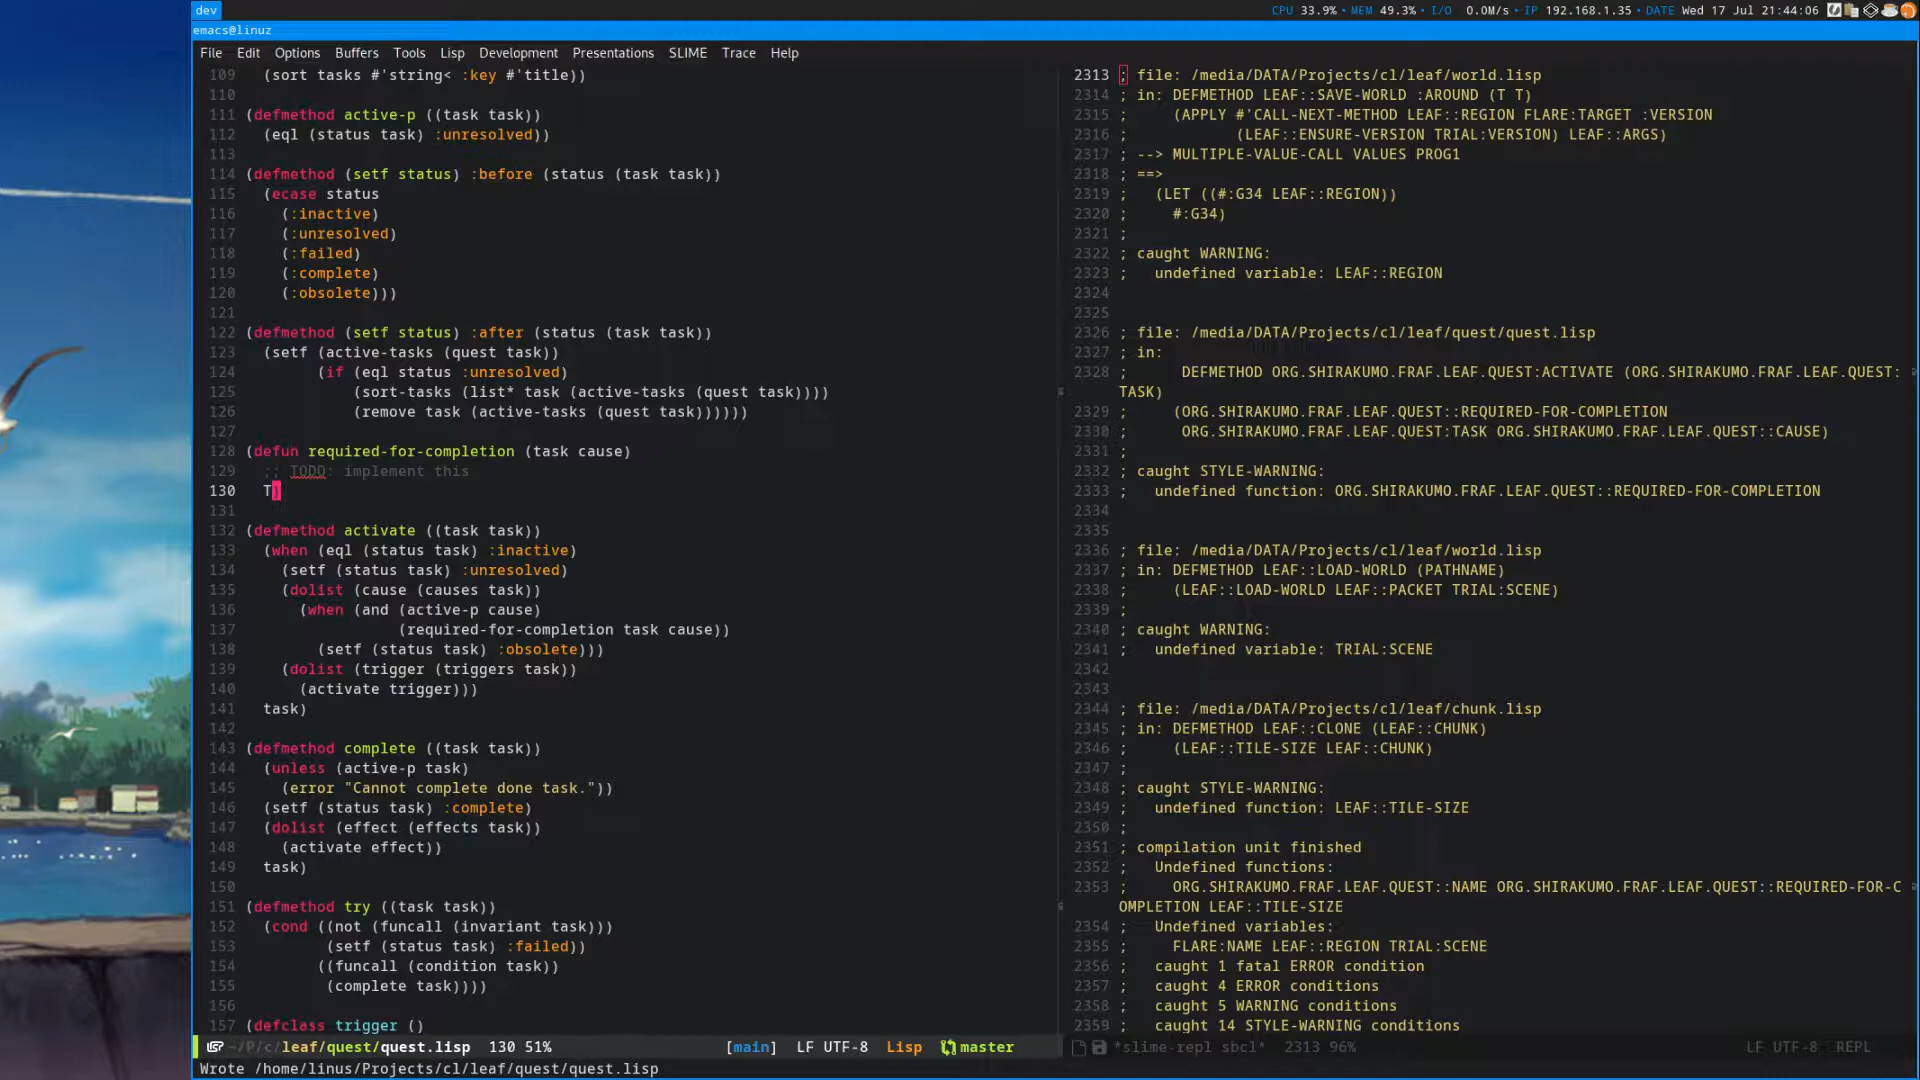 dev
CPU 33.9% • MEM 49.3% • I/O 0.0M/s • IP 192.168.1.35 • DATE Wed 17 Jul 21:44:06
emacs@linuz
File Edit Options Buffers Tools Lisp Development Presentations SLIME Trace Help
109 (sort tasks #'string< :key #'title))
110
111 (defmethod active-p ((task task))
112 (eql (status task) :unresolved))
113
114 (defmethod (setf status) :before (status (task task))
115 (ecase status
116 (:inactive)
117 (:unresolved)
118 (:failed)
119 (:complete)
120 (:obsolete)))
121
122 (defmethod (setf status) :after (status (task task))
123 (setf (active-tasks (quest task))
124 (if (eql status :unresolved)
125 (sort-tasks (list* task (active-tasks (quest task))))
126 (remove task (active-tasks (quest task))))))
127
128 (defun required-for-completion (task cause)
129 ;; TODO: implement this
130 T)
131
132 (defmethod activate ((task task))
133 (when (eql (status task) :inactive)
134 (setf (status task) :unresolved)
135 (dolist (cause (causes task))
136 (when (and (active-p cause)
137 (required-for-completion task cause))
138 (setf (status task) :obsolete)))
139 (dolist (trigger (triggers task))
140 (activate trigger)))
141 task)
142
143 (defmethod complete ((task task))
144 (unless (active-p task)
145 (error "Cannot complete done task."))
146 (setf (status task) :complete)
147 (dolist (effect (effects task))
148 (activate effect))
149 task)
150
151 (defmethod try ((task task))
152 (cond ((not (funcall (invariant task)))
153 (setf (status task) :failed))
154 ((funcall (condition task))
155 (complete task))))
156
157 (defclass trigger ()
~/P/c/leaf/quest/quest.lisp 130 51% [main] LF UTF-8 Lisp master
Wrote /home/linus/Projects/cl/leaf/quest/quest.lisp
2313 ; file: /media/DATA/Projects/cl/leaf/world.lisp
2314 ; in: DEFMETHOD LEAF::SAVE-WORLD :AROUND (T T)
2315 ; (APPLY #'CALL-NEXT-METHOD LEAF::REGION FLARE:TARGET :VERSION
2316 ; (LEAF::ENSURE-VERSION TRIAL:VERSION) LEAF::ARGS)
2317 ; --> MULTIPLE-VALUE-CALL VALUES PROG1
2318 ; ==>
2319 ; (LET ((#:G34 LEAF::REGION))
2320 ; #:G34)
2321 ;
2322 ; caught WARNING:
2323 ; undefined variable: LEAF::REGION
2324
2325
2326 ; file: /media/DATA/Projects/cl/leaf/quest/quest.lisp
2327 ; in:
2328 ; DEFMETHOD ORG.SHIRAKUMO.FRAF.LEAF.QUEST:ACTIVATE (ORG.SHIRAKUMO.FRAF.LEAF.QUEST:
TASK)
2329 ; (ORG.SHIRAKUMO.FRAF.LEAF.QUEST::REQUIRED-FOR-COMPLETION
2330 ; ORG.SHIRAKUMO.FRAF.LEAF.QUEST:TASK ORG.SHIRAKUMO.FRAF.LEAF.QUEST::CAUSE)
2331 ;
2332 ; caught STYLE-WARNING:
2333 ; undefined function: ORG.SHIRAKUMO.FRAF.LEAF.QUEST::REQUIRED-FOR-COMPLETION
2334
2335
2336 ; file: /media/DATA/Projects/cl/leaf/world.lisp
2337 ; in: DEFMETHOD LEAF::LOAD-WORLD (PATHNAME)
2338 ; (LEAF::LOAD-WORLD LEAF::PACKET TRIAL:SCENE)
2339 ;
2340 ; caught WARNING:
2341 ; undefined variable: TRIAL:SCENE
2342
2343
2344 ; file: /media/DATA/Projects/cl/leaf/chunk.lisp
2345 ; in: DEFMETHOD LEAF::CLONE (LEAF::CHUNK)
2346 ; (LEAF::TILE-SIZE LEAF::CHUNK)
2347 ;
2348 ; caught STYLE-WARNING:
2349 ; undefined function: LEAF::TILE-SIZE
2350 ;
2351 ; compilation unit finished
2352 ; Undefined functions:
2353 ; ORG.SHIRAKUMO.FRAF.LEAF.QUEST::NAME ORG.SHIRAKUMO.FRAF.LEAF.QUEST::REQUIRED-FOR-C
OMPLETION LEAF::TILE-SIZE
2354 ; Undefined variables:
2355 ; FLARE:NAME LEAF::REGION TRIAL:SCENE
2356 ; caught 1 fatal ERROR condition
2357 ; caught 4 ERROR conditions
2358 ; caught 5 WARNING conditions
2359 ; caught 14 STYLE-WARNING conditions
*slime-repl sbcl* 2313 96% LF UTF-8 REPL